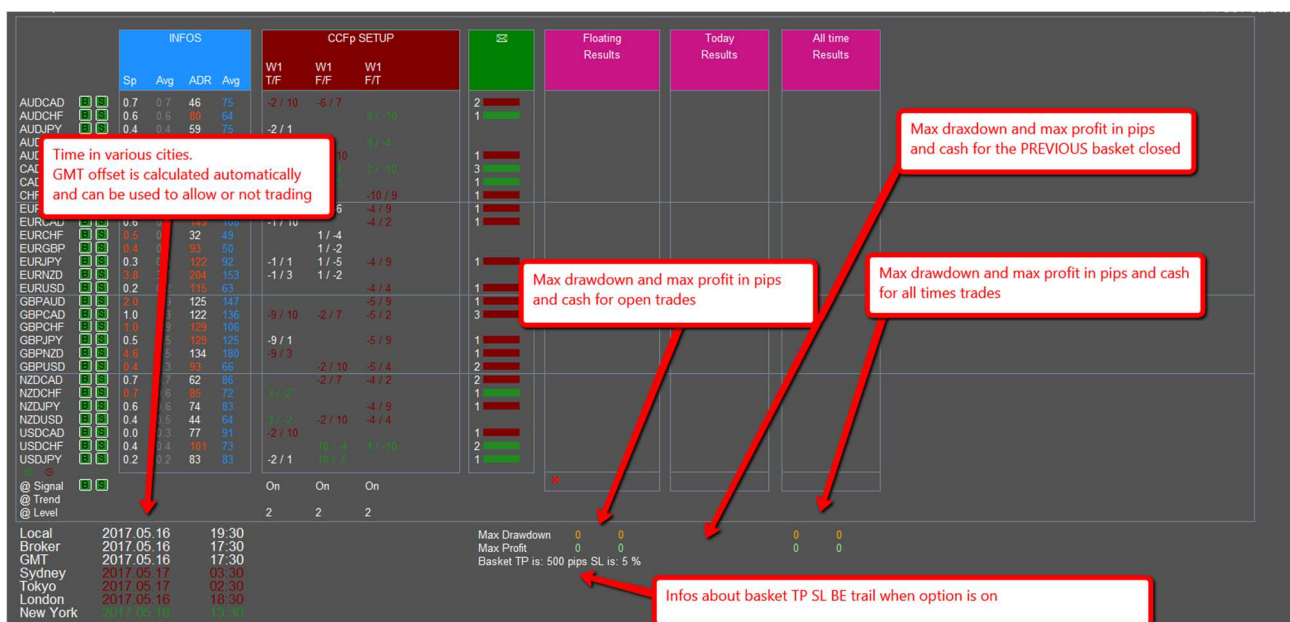 INFOS
CCFp SETUP
Floating
Results
Today
Results
All time
Results
W1 W1 W1
Sp Avg ADR Avg T/F F/F F/T
AUDCAD B S 0.7 0.7 46 75 -2 / 10 -6 / 7 2
AUDCHF B S 0.6 0.6 80 64 9 / -10 1
AUDJPY B S 0.4 0.4 59 75 -2 / 1
Time in various cities.
GMT offset is calculated automatically
and can be used to allow or not trading
Max draxdown and max profit in pips
and cash for the PREVIOUS basket closed
EURCHF B S 0.5 32 49 1 / -4
EURGBP B S 0.4 93 50 1 / -2
EURJPY B S 0.3 122 92 -1 / 1 1 / -5 -4 / 9 1
EURNZD B S 3.8 204 153 -1 / 3 1 / -2
EURUSD B S 0.2 115 63 -4 / 4 1
GBPAUD B S 2.0 125 147 -5 / 9 1
GBPCAD B S 1.0 122 136 -9 / 10 -2 / 7 -5 / 2 3
GBPCHF B S 1.0 129 106
GBPJPY B S 0.5 129 125 -9 / 1 -5 / 9 1
GBPNZD B S 4.6 134 180 -9 / 3 1
GBPUSD B S 0.4 93 66 -2 / 10 -5 / 4 2
NZDCAD B S 0.7 62 86 -2 / 7 -4 / 2 2
NZDCHF B S 0.7 85 72 3 / -2 1
NZDJPY B S 0.6 74 83 -4 / 9 1
NZDUSD B S 0.4 44 64 3 / -2 -2 / 10 -4 / 4
USDCAD B S 0.0 77 91 -2 / 10 1
USDCHF B S 0.4 0.4 101 73 10 / -4 4 / -10 2
USDJPY B S 0.2 0.2 83 83 -2 / 1 10 / -5 1
Max drawdown and max profit in pips
and cash for open trades
Max drawdown and max profit in pips and cash
for all times trades
@ Signal B S On On On
@ Trend
@ Level 2 2 2
Local 2017.05.16 19:30
Broker 2017.05.16 17:30
GMT 2017.05.16 17:30
Sydney 2017.05.17 03:30
Tokyo 2017.05.17 02:30
London 2017.05.16 18:30
New York 2017.05.16 13:30
Max Drawdown 0 0 0 0
Max Profit 0 0 0 0
Basket TP is: 500 pips SL is: 5 %
Infos about basket TP SL BE trail when option is on